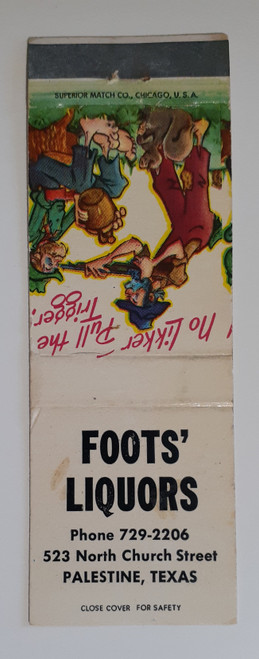 SUPERIOR MATCH CO., CHICAGO, U. S. A.
no likker
Pull the
Trigger.
FOOTS'
LIQUORS
Phone 729-2206
523 North Church Street
PALESTINE, TEXAS
CLOSE COVER FOR SAFETY